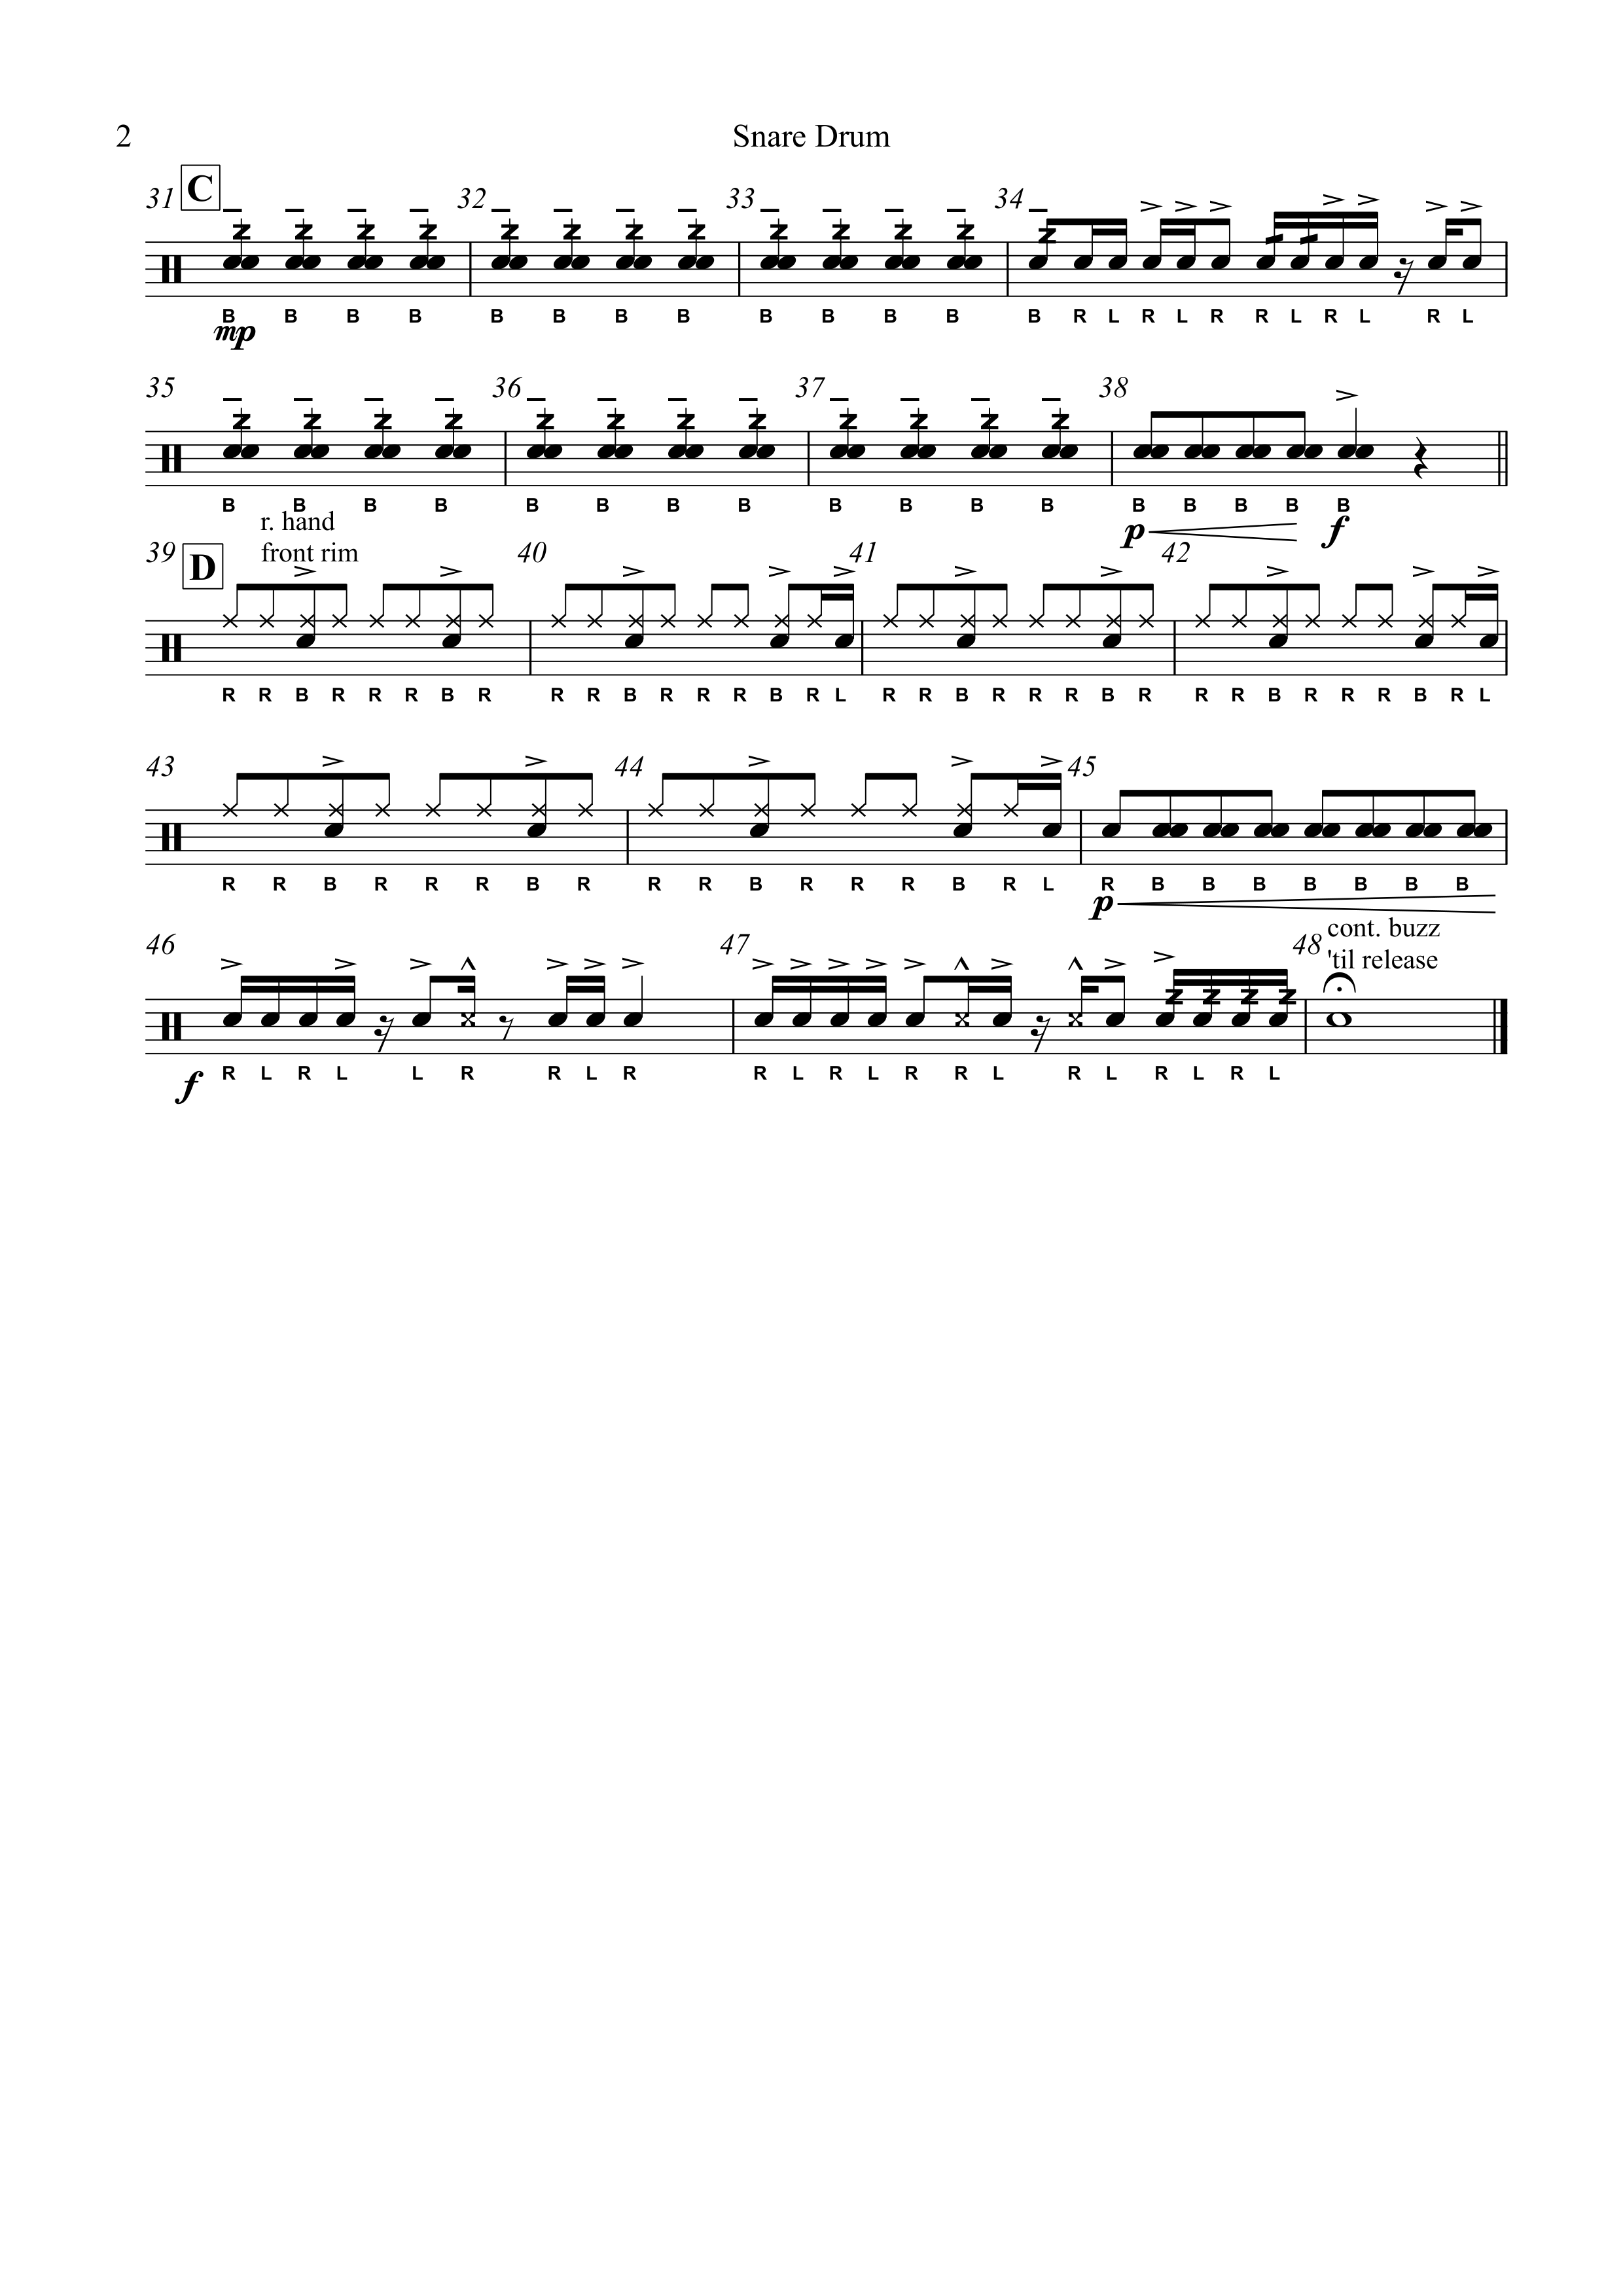 2
Snare Drum
31 C 32 33 34
B B B B B B B B B B B B B R L R L R R L R L R L
mp
35 36 37 38
B B B B B B B B B B B B B B B B B
p f
r. hand
front rim
39 D 40 41 42
R R B R R R B R R R B R R R B R L R R B R R R B R R R B R R R B R L
43 44 45
R R B R R R B R R R B R R R B R L R B B B B B B B
p
cont. buzz
'til release
46 47 48
R L R L L R R L R R L R L R R L R L R L R L
f